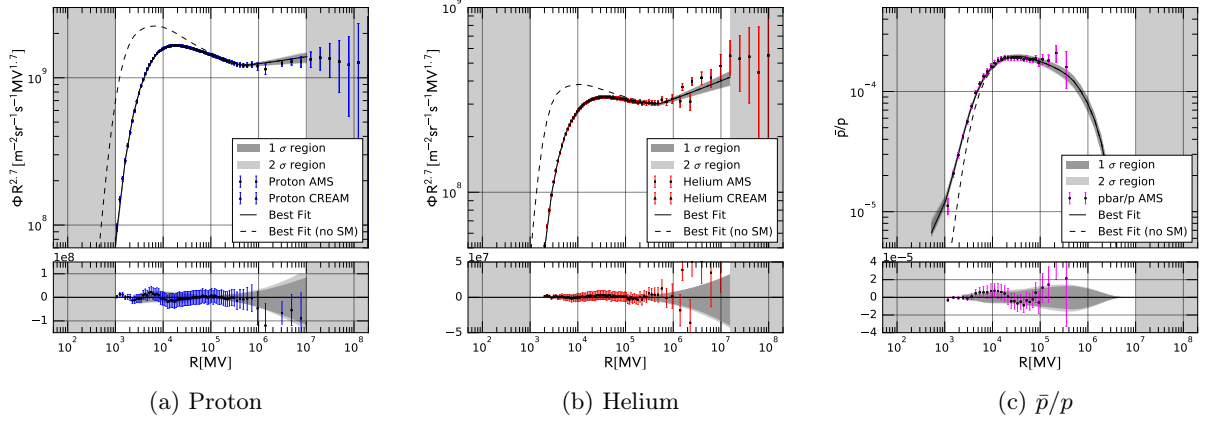 ΦR^2.7 [m^−2 sr^−1 s^−1 MV^1.7]
10^9
10^8
1 σ region
2 σ region
Proton AMS
Proton CREAM
Best Fit
Best Fit (no SM)
1e8
1
0
−1
10^2 10^3 10^4 10^5 10^6 10^7 10^8
R[MV]
(a) Proton
ΦR^2.7 [m^−2 sr^−1 s^−1 MV^1.7]
10^9
10^8
1 σ region
2 σ region
Helium AMS
Helium CREAM
Best Fit
Best Fit (no SM)
1e7
5
0
−5
10^2 10^3 10^4 10^5 10^6 10^7 10^8
R[MV]
(b) Helium
p̄/p
10^−4
10^−5
1 σ region
2 σ region
pbar/p AMS
Best Fit
Best Fit (no SM)
1e−5
4
2
0
−2
−4
10^2 10^3 10^4 10^5 10^6 10^7 10^8
R[MV]
(c) p̄/p